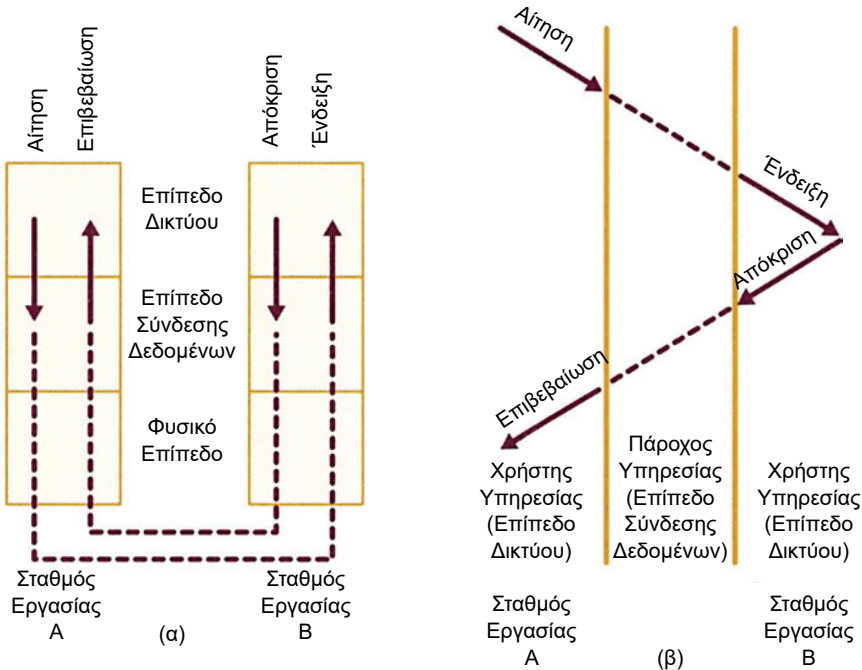 Αίτηση
Επιβεβαίωση
Απόκριση
Ένδειξη
Επίπεδο
Δικτύου
Επίπεδο
Σύνδεσης
Δεδομένων
Φυσικό
Επίπεδο
Σταθμός
Εργασίας
Α
(α)
Σταθμός
Εργασίας
Β
Αίτηση
Ένδειξη
Απόκριση
Επιβεβαίωση
Χρήστης
Υπηρεσίας
(Επίπεδο
Δικτύου)
Πάροχος
Υπηρεσίας
(Επίπεδο
Σύνδεσης
Δεδομένων)
Χρήστης
Υπηρεσίας
(Επίπεδο
Δικτύου)
Σταθμός
Εργασίας
Α
(β)
Σταθμός
Εργασίας
Β